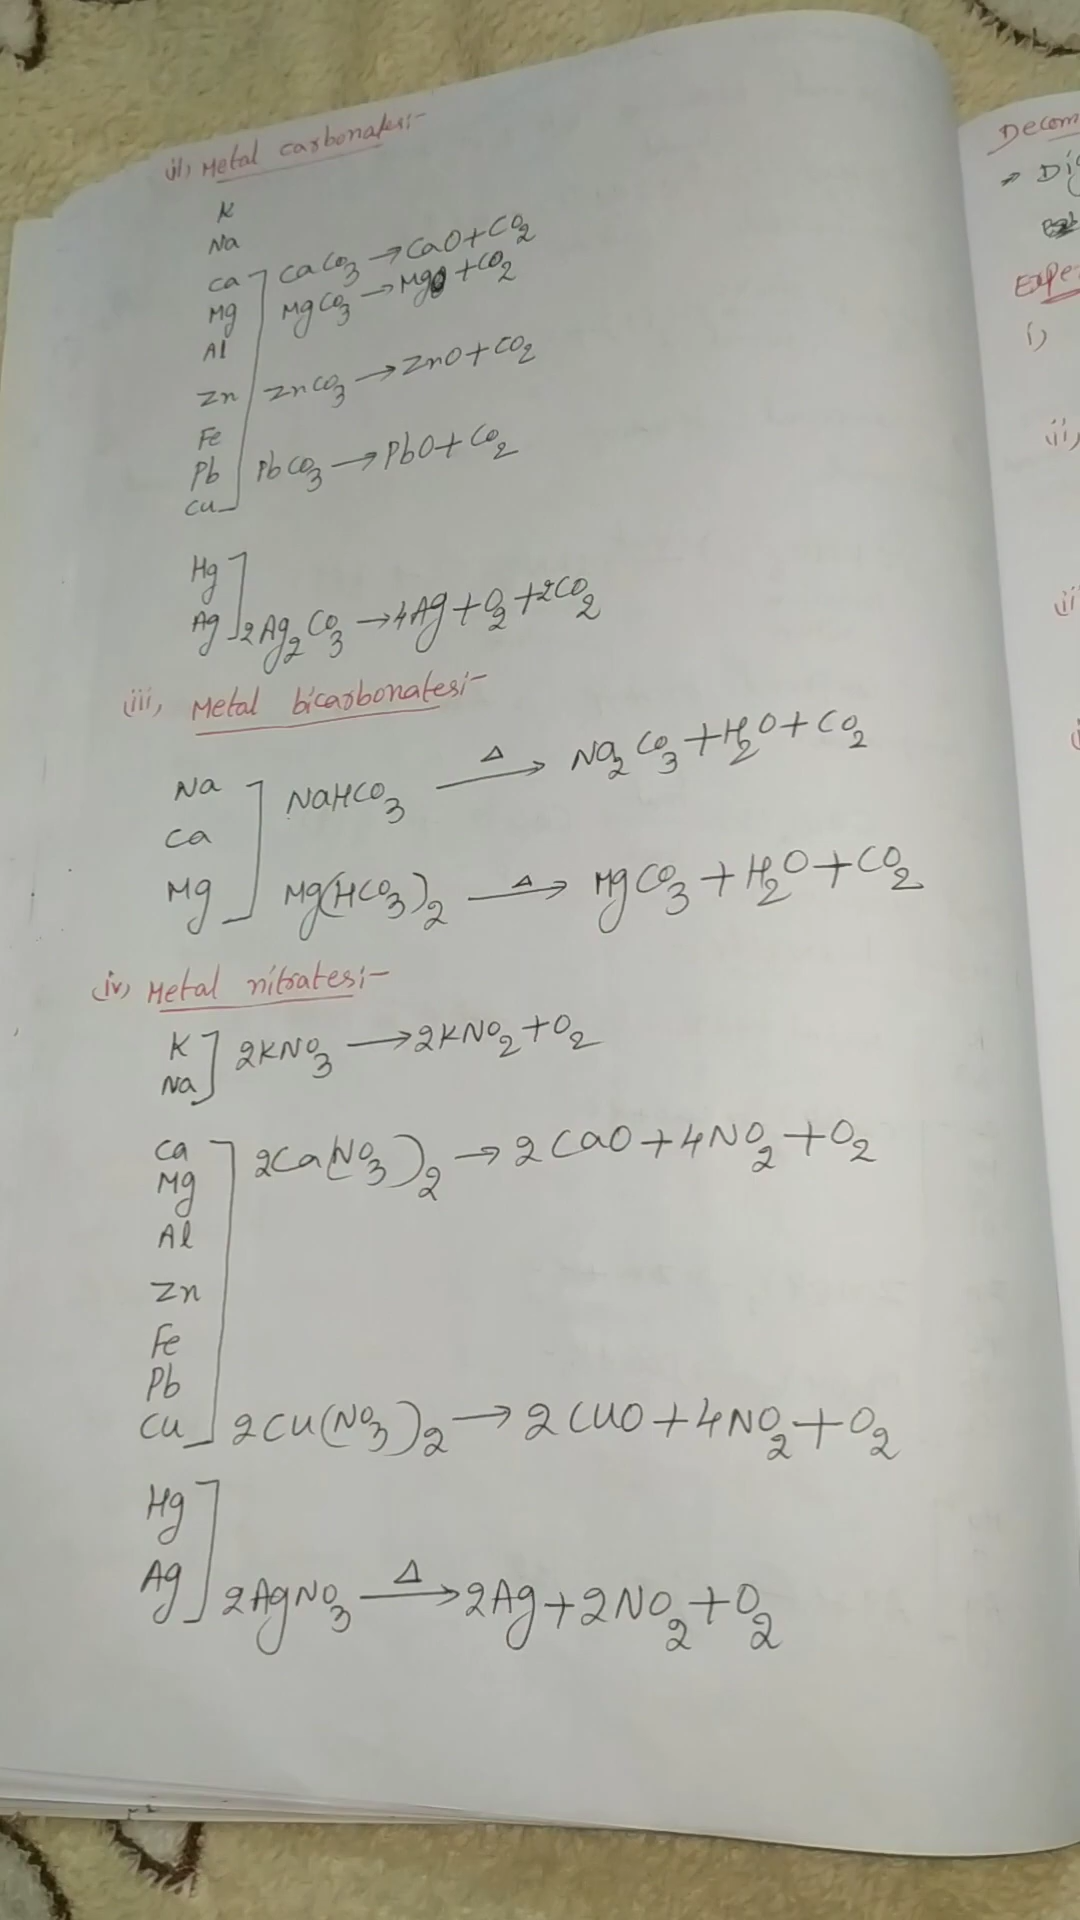 ii) Metal carbonates:-
K
Na
Ca CaCO3 → CaO + CO2
Mg MgCO3 → MgO + CO2
Al
Zn ZnCO3 → ZnO + CO2
Fe
Pb PbCO3 → PbO + CO2
Cu
Hg
Ag 2Ag2CO3 → 4Ag + O2 + 2CO2
(iii) Metal bicarbonates:-
Na NaHCO3 —Δ→ Na2CO3 + H2O + CO2
Ca
Mg Mg(HCO3)2 —Δ→ MgCO3 + H2O + CO2
(iv) Metal nitrates:-
K 2KNO3 → 2KNO2 + O2
Na
Ca 2Ca(NO3)2 → 2CaO + 4NO2 + O2
Mg
Al
Zn
Fe
Pb
Cu 2Cu(NO3)2 → 2CuO + 4NO2 + O2
Hg
Ag 2AgNO3 —Δ→ 2Ag + 2NO2 + O2
Decom
→ Dig
Expe
i)
ii)